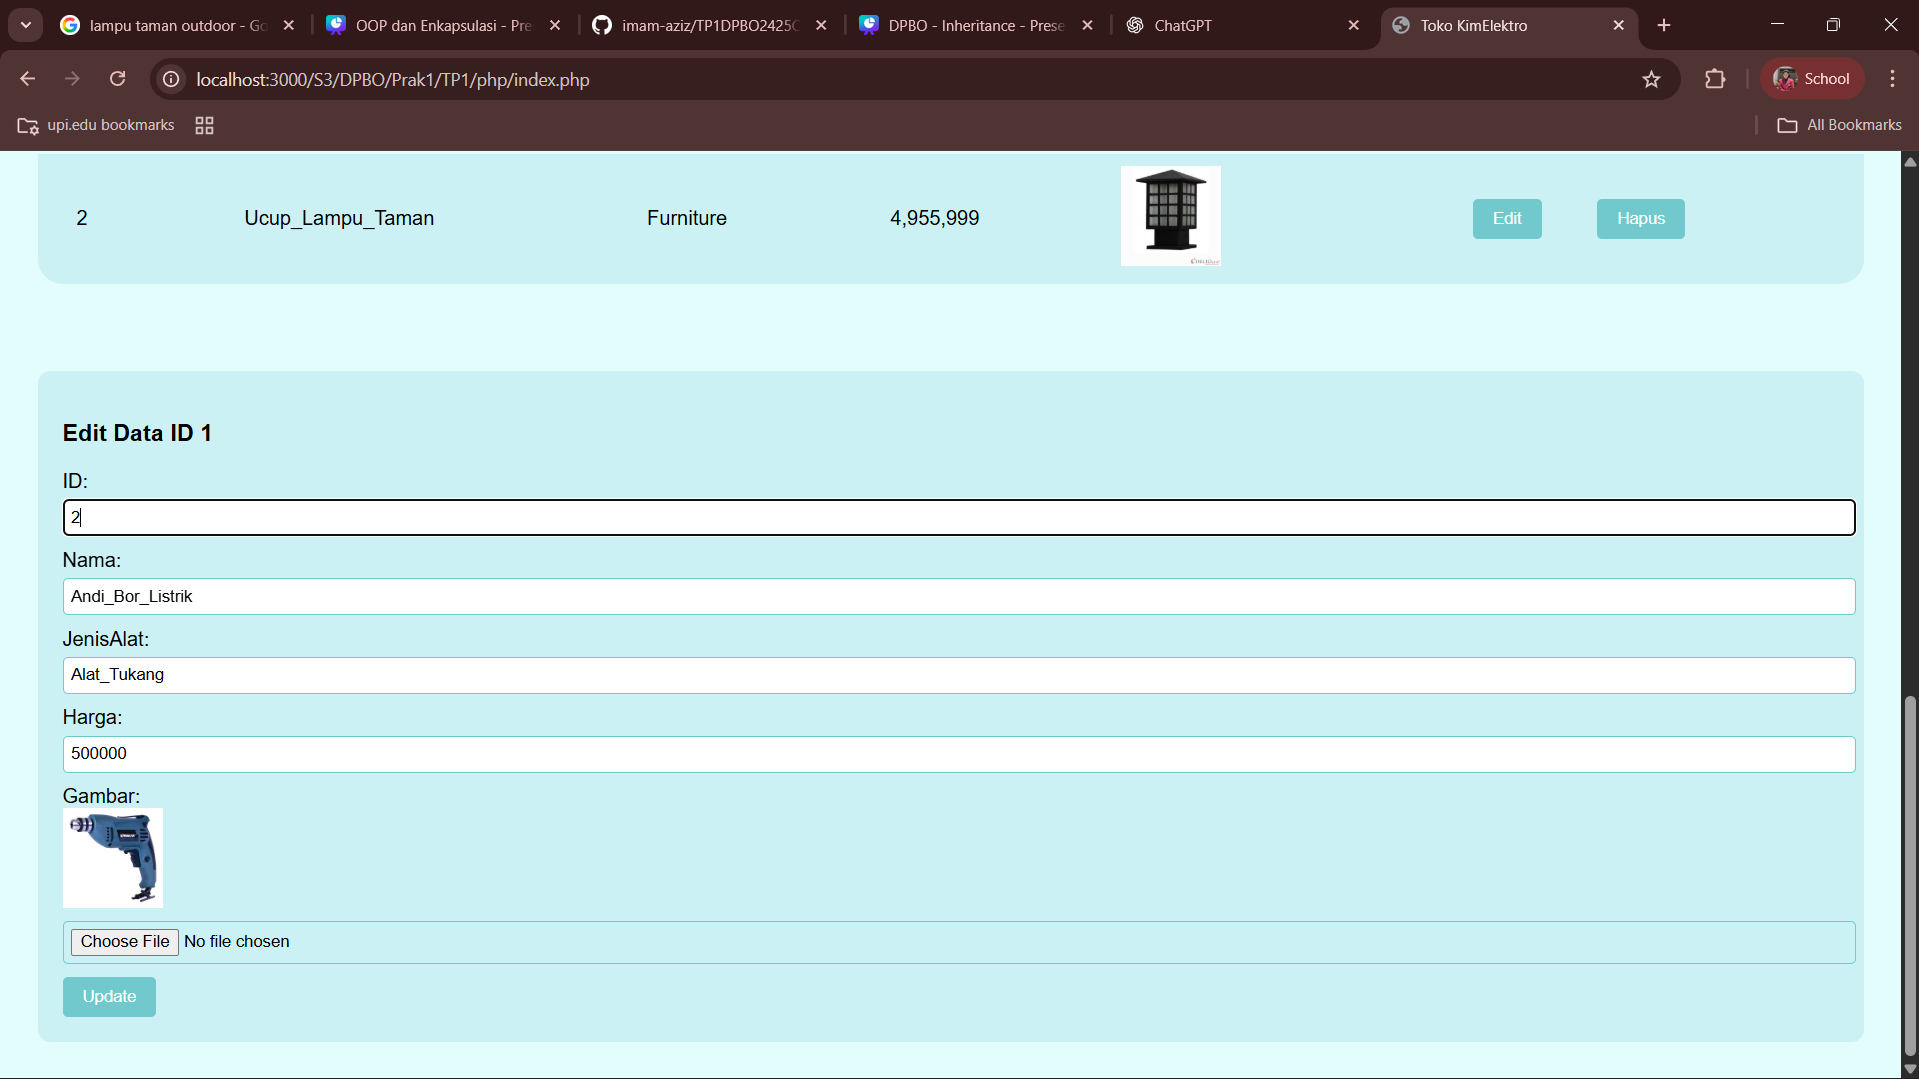 lampu taman outdoor - Go
OOP dan Enkapsulasi - Pre
imam-aziz/TP1DPBO2425C
DPBO - Inheritance - Prese
ChatGPT
Toko KimElektro
localhost:3000/S3/DPBO/Prak1/TP1/php/index.php
School
upi.edu bookmarks
All Bookmarks
2 Ucup_Lampu_Taman Furniture 4,955,999 Edit Hapus
Edit Data ID 1
ID:
2
Nama:
Andi_Bor_Listrik
JenisAlat:
Alat_Tukang
Harga:
500000
Gambar:
Choose File No file chosen
Update